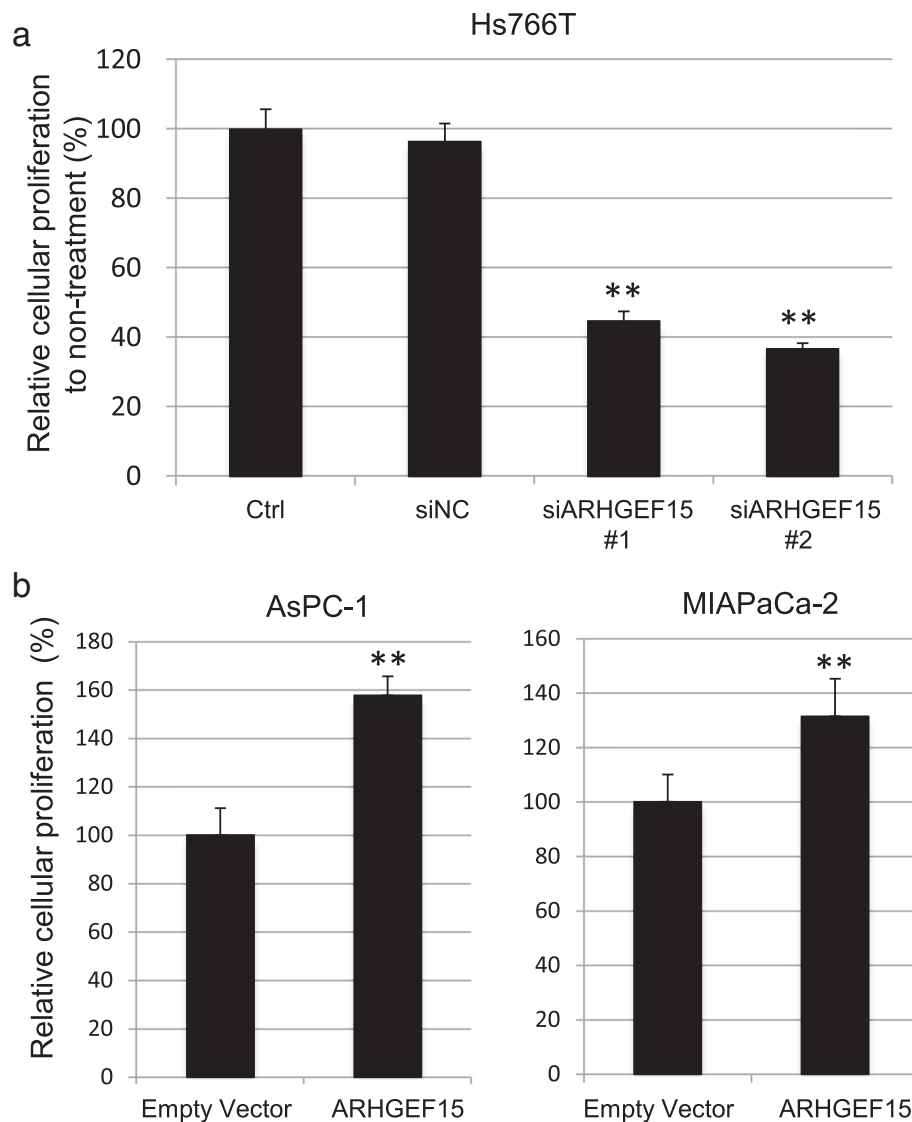 a
Hs766T
Relative cellular proliferation
to non-treatment (%)
120
100
80
60
40
20
0
**
**
Ctrl
siNC
siARHGEF15
#1
siARHGEF15
#2
b
AsPC-1
Relative cellular proliferation (%)
180
160
140
120
100
80
60
40
20
0
**
Empty Vector
ARHGEF15
MIAPaCa-2
160
140
120
100
80
60
40
20
0
**
Empty Vector
ARHGEF15